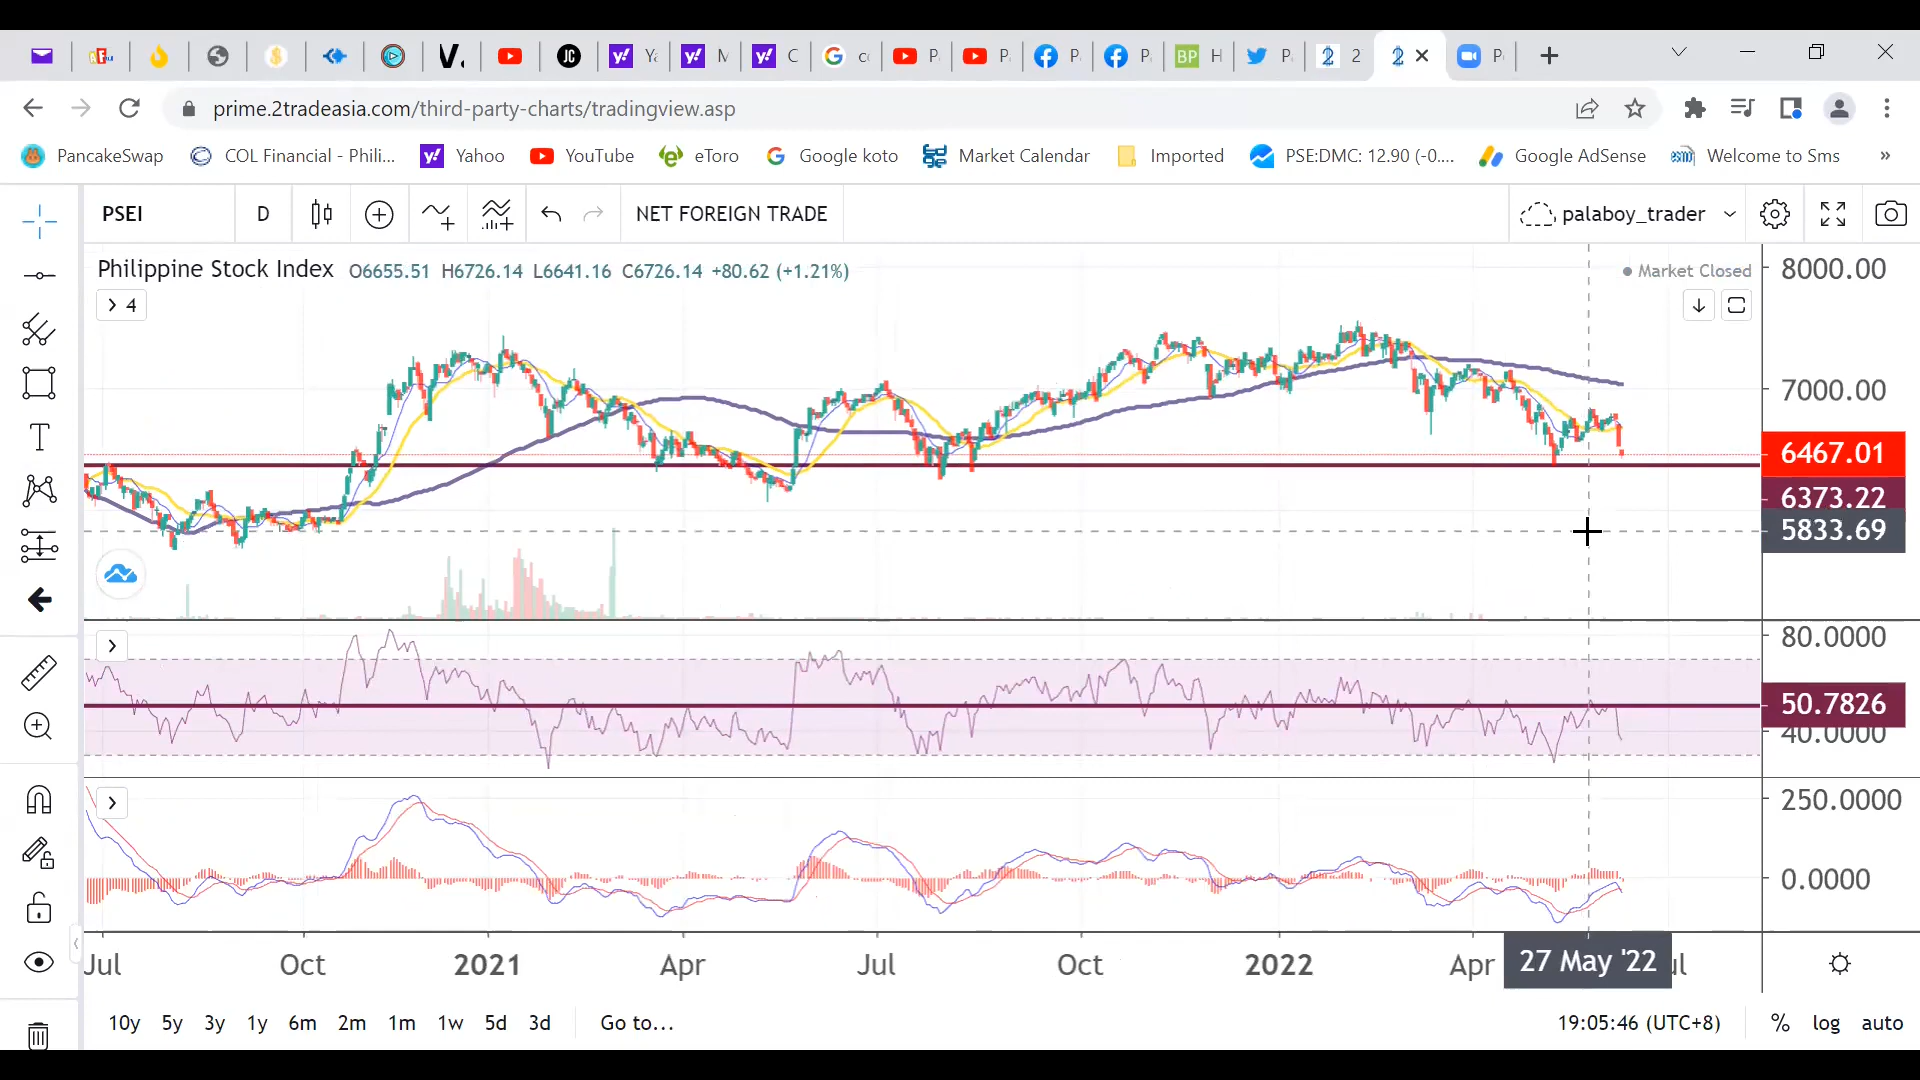 Yε M C cc P P P P H P 2 P
prime.2tradeasia.com/third-party-charts/tradingview.asp
PancakeSwap COL Financial - Phili... Yahoo YouTube eToro Google koto Market Calendar Imported PSE:DMC: 12.90 (-0.... Google AdSense Welcome to Sms »
PSEI D NET FOREIGN TRADE palaboy_trader
Philippine Stock Index O6655.51 H6726.14 L6641.16 C6726.14 +80.62 (+1.21%) Market Closed 8000.00
4
7000.00
6467.01
6373.22
5833.69
80.0000
50.7826
40.0000
250.0000
0.0000
Jul Oct 2021 Apr Jul Oct 2022 Apr 27 May '22
10y 5y 3y 1y 6m 2m 1m 1w 5d 3d Go to... 19:05:46 (UTC+8) % log auto